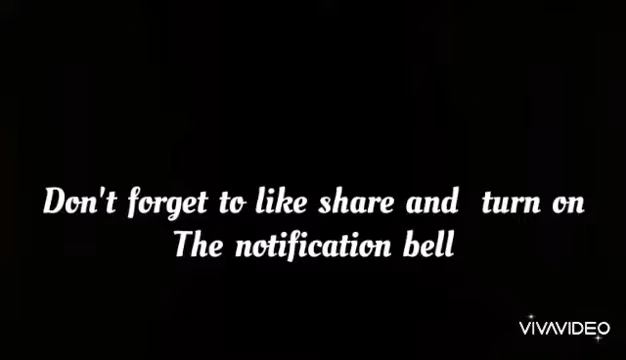 Don't forget to like share and  turn on
The notification bell
VIVAVIDEO